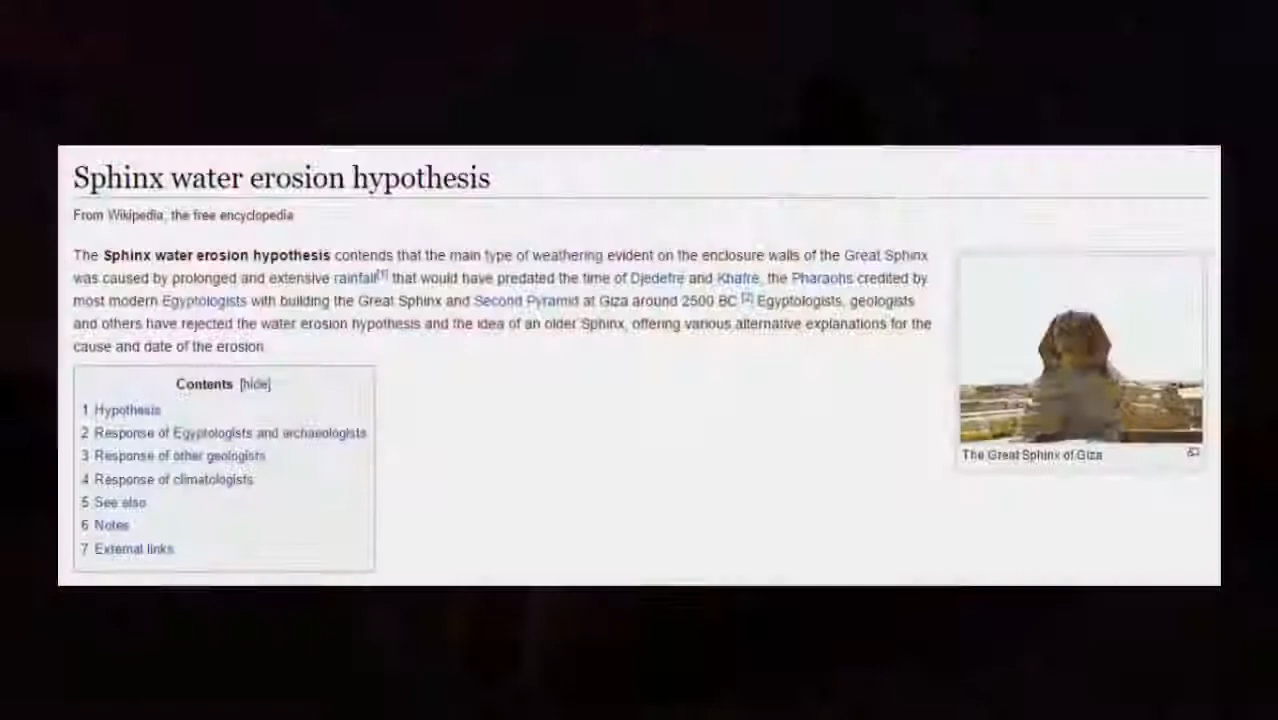 Sphinx water erosion hypothesis
From Wikipedia, the free encyclopedia
The Sphinx water erosion hypothesis contends that the main type of weathering evident on the enclosure walls of the Great Sphinx
was caused by prolonged and extensive rainfall[1] that would have predated the time of Djedefre and Khafre, the Pharaohs credited by
most modern Egyptologists with building the Great Sphinx and Second Pyramid at Giza around 2500 BC.[2] Egyptologists, geologists
and others have rejected the water erosion hypothesis and the idea of an older Sphinx, offering various alternative explanations for the
cause and date of the erosion.
Contents [hide]
1 Hypothesis
2 Response of Egyptologists and archaeologists
3 Response of other geologists
4 Response of climatologists
5 See also
6 Notes
7 External links
The Great Sphinx of Giza